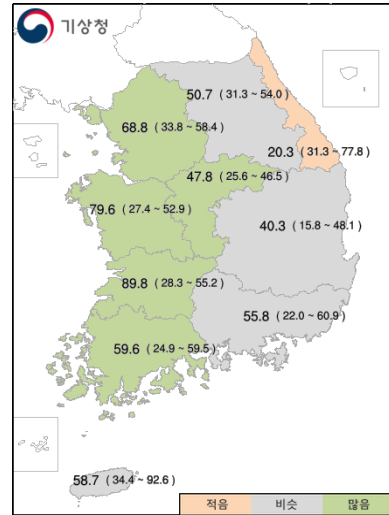 기상청
50.7 ( 31.3 ~ 54.0)
68.8 ( 33.8 ~ 58.4)
20.3 ( 31.3 ~ 77.8)
47.8 ( 25.6 ~ 46.5)
79.6 ( 27.4 ~ 52.9)
40.3 ( 15.8 ~ 48.1)
89.8 ( 28.3 ~ 55.2)
55.8 ( 22.0 ~ 60.9)
59.6 ( 24.9 ~ 59.5)
58.7 ( 34.4 ~ 92.6)
적음 비슷 많음